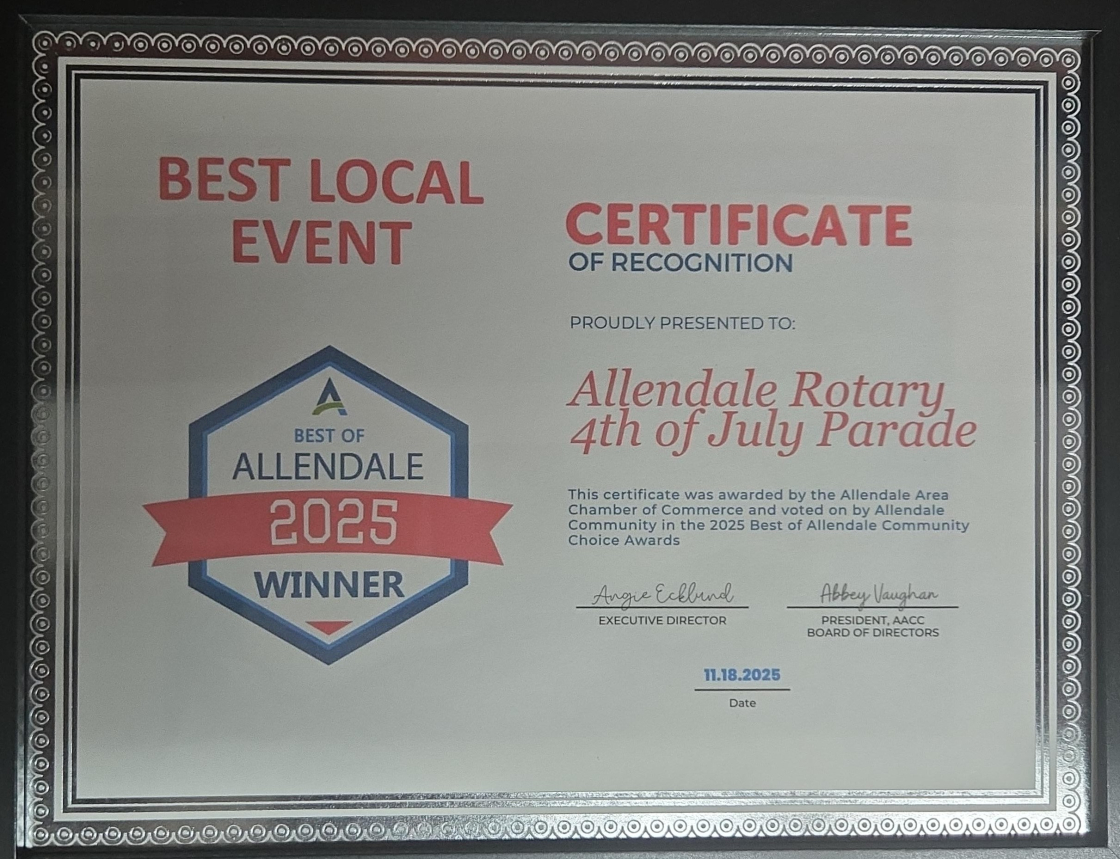 BEST LOCAL
EVENT
BEST OF
ALLENDALE
2025
WINNER
CERTIFICATE
OF RECOGNITION
PROUDLY PRESENTED TO:
Allendale Rotary
4th of July Parade
This certificate was awarded by the Allendale Area
Chamber of Commerce and voted on by Allendale
Community in the 2025 Best of Allendale Community
Choice Awards
Angie Ecklund
EXECUTIVE DIRECTOR
Abbey Vaughan
PRESIDENT, AACC
BOARD OF DIRECTORS
11.18.2025
Date